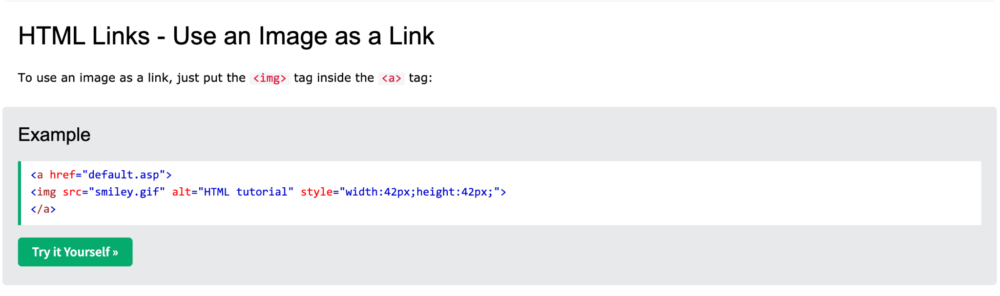 HTML Links - Use an Image as a Link
To use an image as a link, just put the <img> tag inside the <a> tag:
Example
<a href="default.asp">
<img src="smiley.gif" alt="HTML tutorial" style="width:42px;height:42px;">
</a>
Try it Yourself »